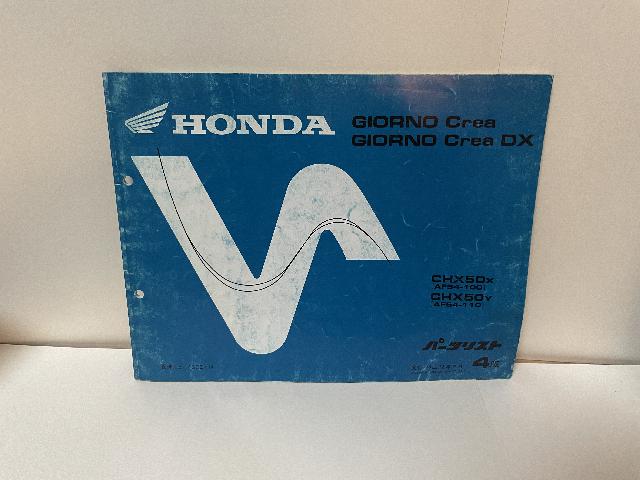 HONDA
GIORNO Crea
GIORNO Crea DX
CHX50X
(AF54-100)
CHX50Y
(AF54-110)
パーツリスト
4版